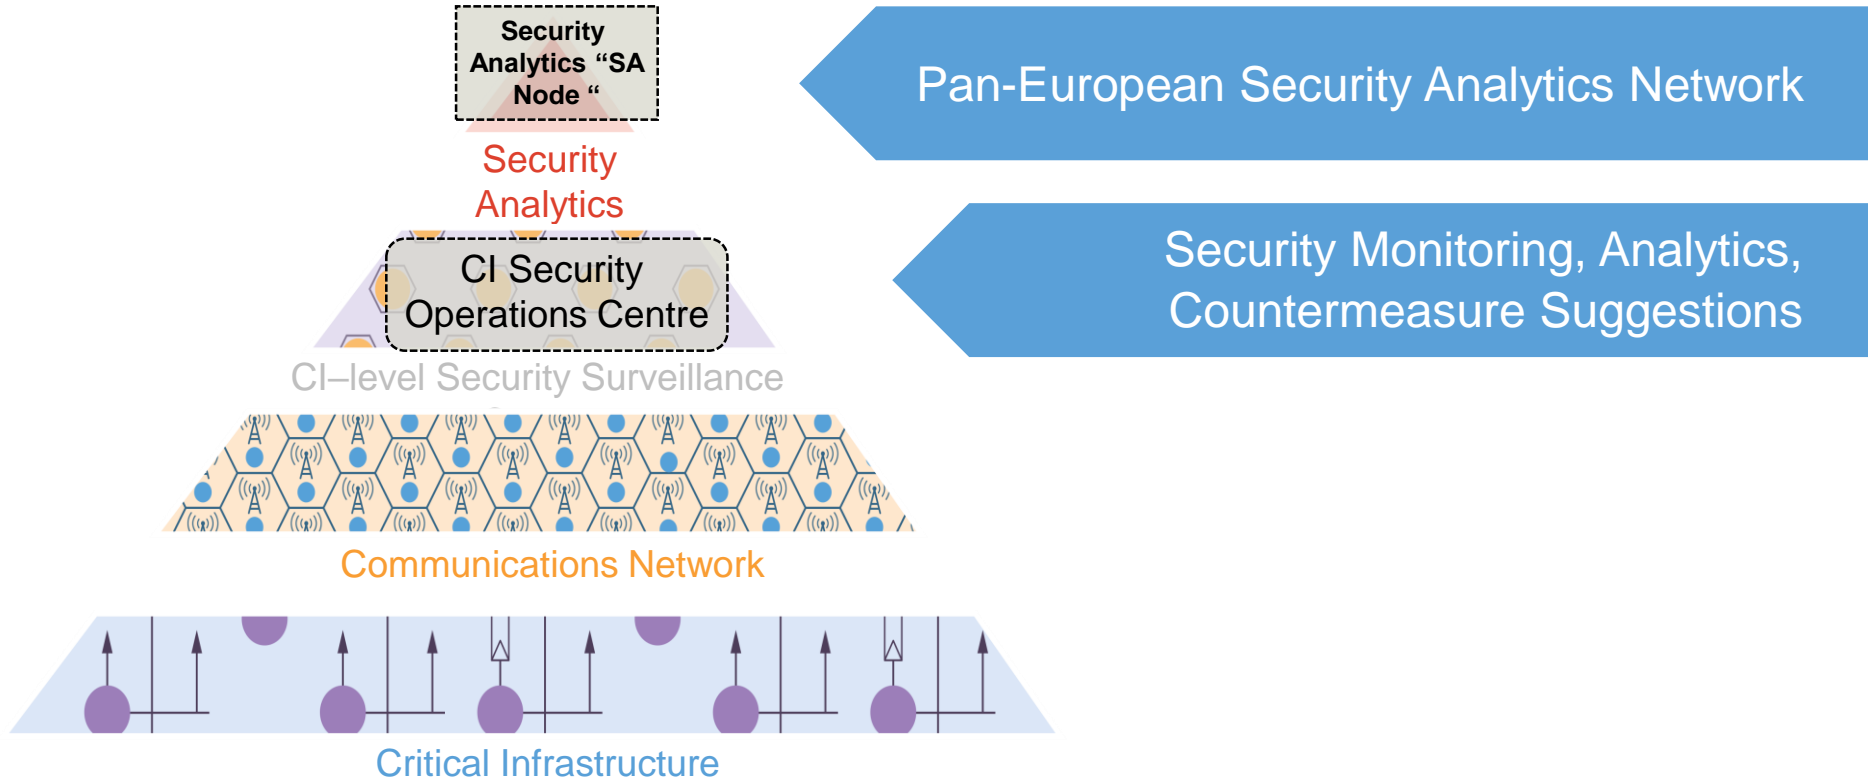 Security
Analytics “SA
Node “
Pan-European Security Analytics Network
Security
Analytics
CI Security
Operations Centre
Security Monitoring, Analytics,
Countermeasure Suggestions
CI–level Security Surveillance
Communications Network
Critical Infrastructure